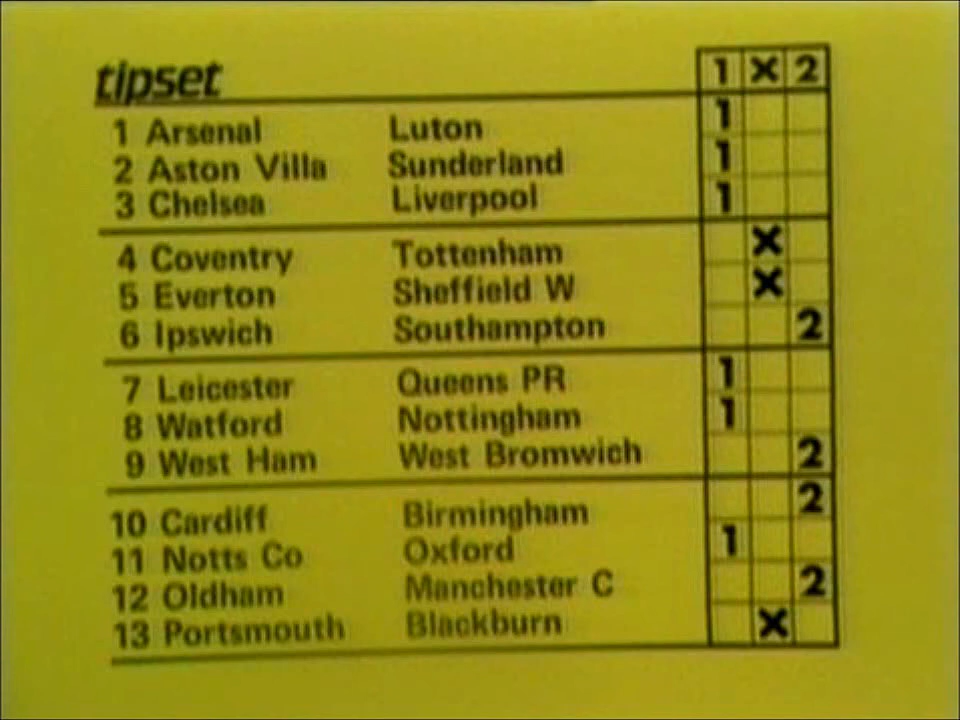 tipset 1 X 2
1 Arsenal Luton 1
2 Aston Villa Sunderland 1
3 Chelsea Liverpool 1
4 Coventry Tottenham X
5 Everton Sheffield W X
6 Ipswich Southampton 2
7 Leicester Queens PR 1
8 Watford Nottingham 1
9 West Ham West Bromwich 2
10 Cardiff Birmingham 2
11 Notts Co Oxford 1
12 Oldham Manchester C 2
13 Portsmouth Blackburn X